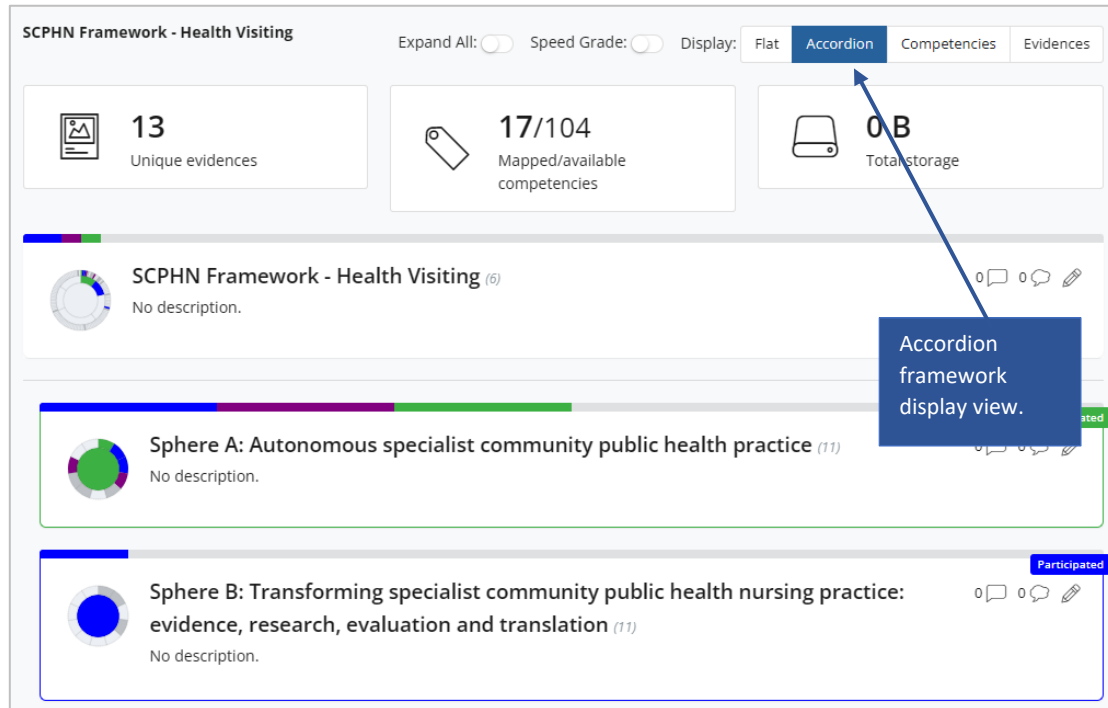 SCPHN Framework - Health Visiting
Expand All: Speed Grade: Display: Flat Accordion Competencies Evidences
13
Unique evidences
17/104
Mapped/available
competencies
0 B
Total storage
SCPHN Framework - Health Visiting (6)
0 0
No description.
Accordion
framework
display view.
Sphere A: Autonomous specialist community public health practice (11)
No description.
Participated
Sphere B: Transforming specialist community public health nursing practice:
0 0
evidence, research, evaluation and translation (11)
No description.